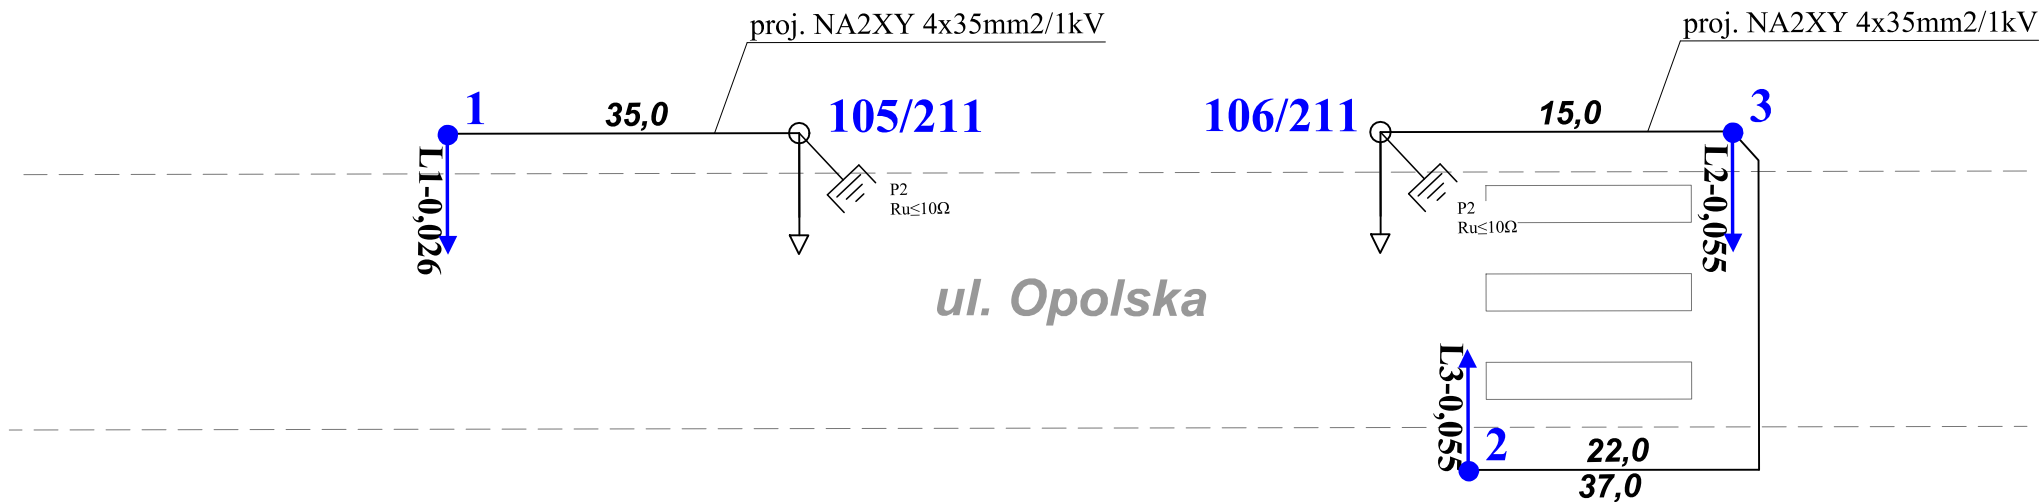 proj. NA2XY 4x35mm2/1kV
proj. NA2XY 4x35mm2/1kV
1
35,0
105/211
106/211
15,0
3
L1-0,026
P2
Ru≤10Ω
P2
Ru≤10Ω
L2-0,055
ul. Opolska
L3-0,055
2
22,0
37,0